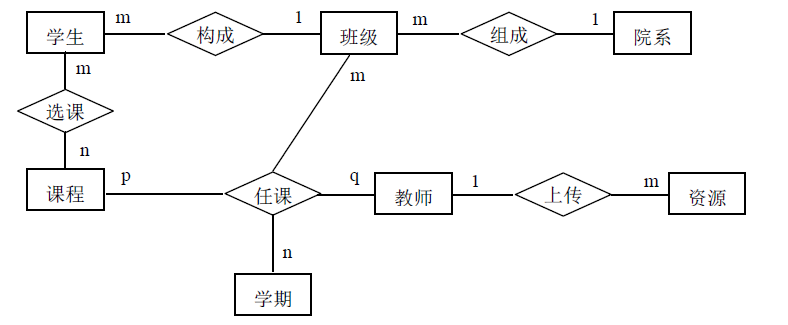 学生 m 构成 1 班级 m 组成 1 院系
m m
选课
n
课程 p 任课 q 教师 1 上传 m 资源
n
学期